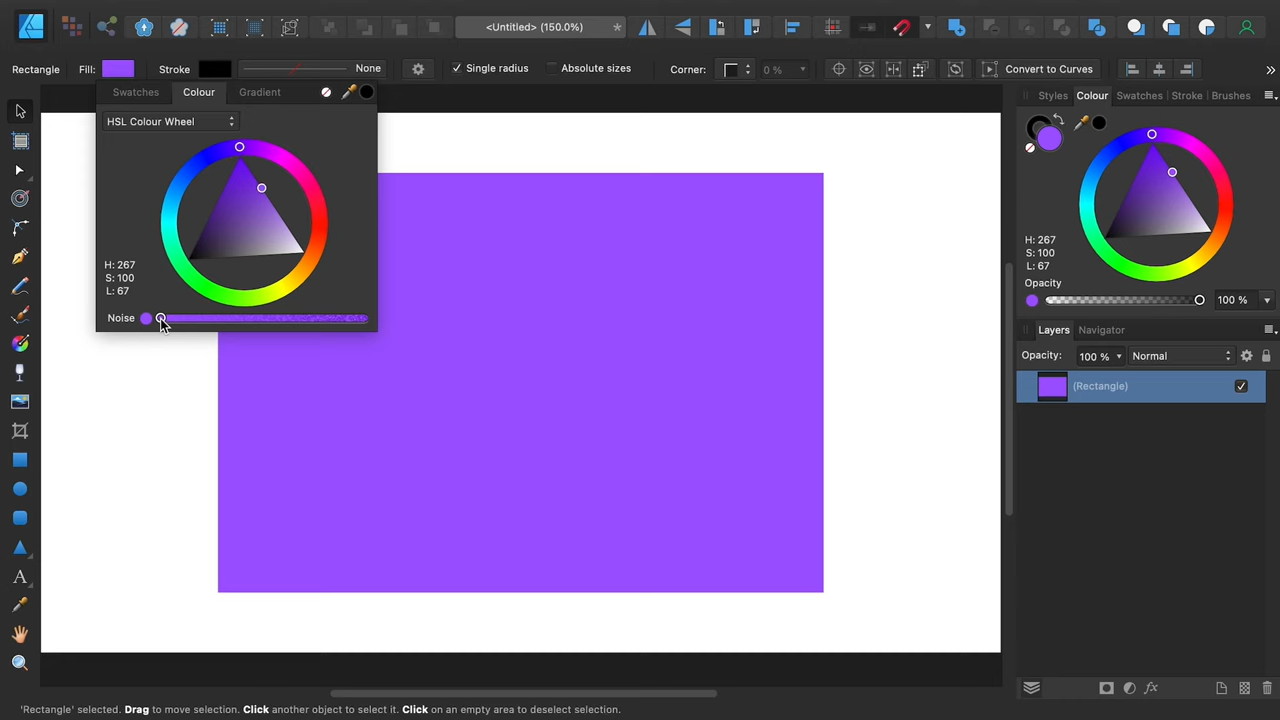 <Untitled> (150.0%)
*
Rectangle
Fill:
Stroke
None
Single radius
Absolute sizes
Corner:
0 %
Convert to Curves
Swatches
Colour
Gradient
HSL Colour Wheel
H: 267
S: 100
L: 67
Noise
Styles
Colour
Swatches
Stroke
Brushes
H: 267
S: 100
L: 67
Opacity
100 %
Layers
Navigator
Opacity:
100 %
Normal
(Rectangle)
fx
A
'Rectangle' selected. Drag to move selection. Click another object to select it. Click on an empty area to deselect selection.